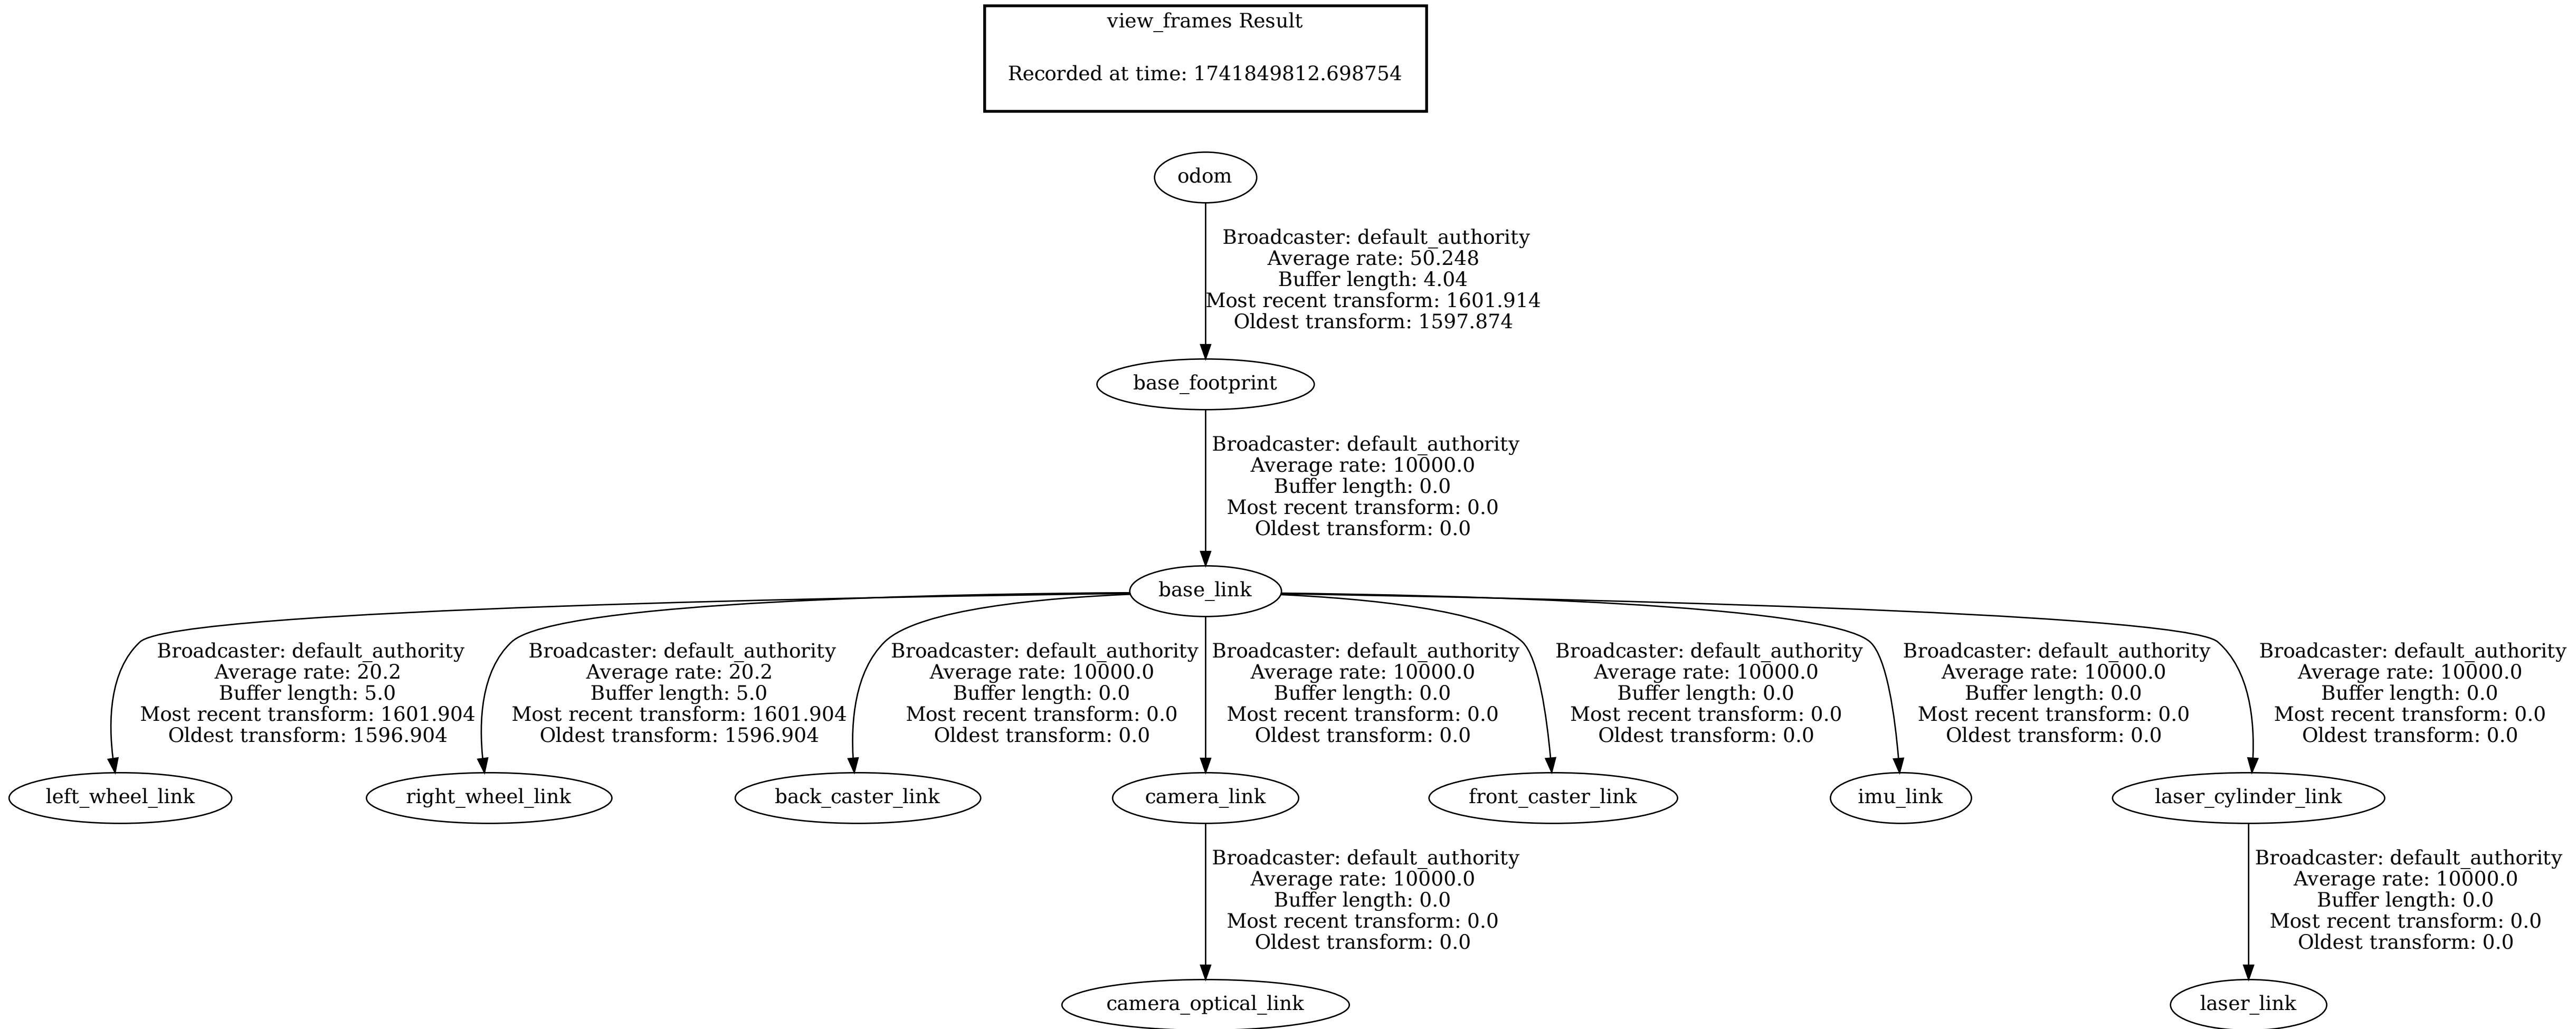 view_frames Result
Recorded at time: 1741849812.698754
odom
Broadcaster: default_authority
Average rate: 50.248
Buffer length: 4.04
Most recent transform: 1601.914
Oldest transform: 1597.874
base_footprint
Broadcaster: default_authority
Average rate: 10000.0
Buffer length: 0.0
Most recent transform: 0.0
Oldest transform: 0.0
base_link
Broadcaster: default_authority
Average rate: 20.2
Buffer length: 5.0
Most recent transform: 1601.904
Oldest transform: 1596.904
Broadcaster: default_authority
Average rate: 20.2
Buffer length: 5.0
Most recent transform: 1601.904
Oldest transform: 1596.904
Broadcaster: default_authority
Average rate: 10000.0
Buffer length: 0.0
Most recent transform: 0.0
Oldest transform: 0.0
Broadcaster: default_authority
Average rate: 10000.0
Buffer length: 0.0
Most recent transform: 0.0
Oldest transform: 0.0
Broadcaster: default_authority
Average rate: 10000.0
Buffer length: 0.0
Most recent transform: 0.0
Oldest transform: 0.0
Broadcaster: default_authority
Average rate: 10000.0
Buffer length: 0.0
Most recent transform: 0.0
Oldest transform: 0.0
Broadcaster: default_authority
Average rate: 10000.0
Buffer length: 0.0
Most recent transform: 0.0
Oldest transform: 0.0
left_wheel_link
right_wheel_link
back_caster_link
camera_link
front_caster_link
imu_link
laser_cylinder_link
Broadcaster: default_authority
Average rate: 10000.0
Buffer length: 0.0
Most recent transform: 0.0
Oldest transform: 0.0
Broadcaster: default_authority
Average rate: 10000.0
Buffer length: 0.0
Most recent transform: 0.0
Oldest transform: 0.0
camera_optical_link
laser_link